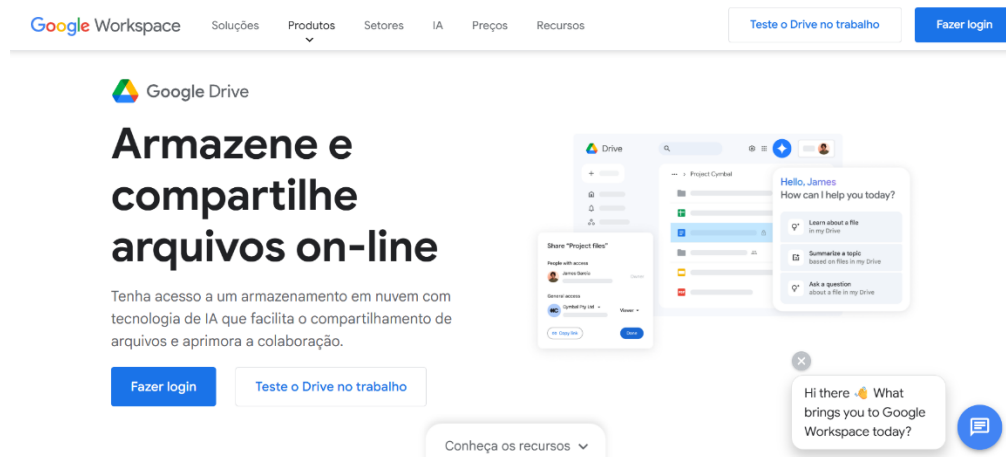 Google Workspace
Soluções
Produtos
Setores
IA
Preços
Recursos
Teste o Drive no trabalho
Fazer login
Google Drive
Armazene e
compartilhe
arquivos on-line
Tenha acesso a um armazenamento em nuvem com
tecnologia de IA que facilita o compartilhamento de
arquivos e aprimora a colaboração.
Fazer login
Teste o Drive no trabalho
Drive
Project Cymbal
Hello, James
How can I help you today?
Learn about a file
in my Drive
Summarize a topic
based on files in my Drive
Ask a question
about a file in my Drive
Share "Project files"
People with access
James Garcia
General access
Cymbal Pty Ltd
Viewer
Copy link
Done
Hi there 👋 What
brings you to Google
Workspace today?
Conheça os recursos